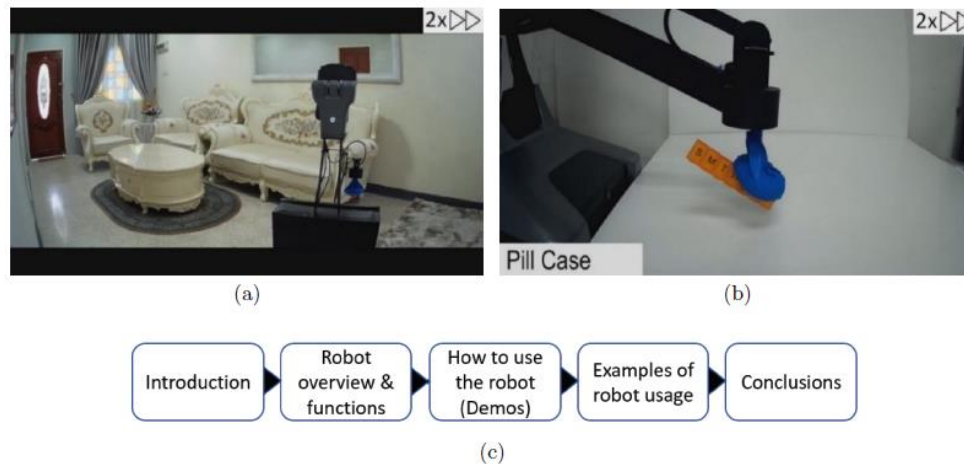 2x
2x
S M T
Pill Case
(a)
(b)
Introduction
Robot
overview &
functions
How to use
the robot
(Demos)
Examples of
robot usage
Conclusions
(c)